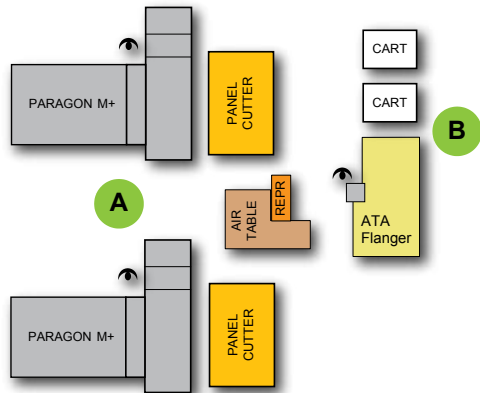 CART
PARAGON M+
PANEL
CUTTER
CART
B
A
AIR
TABLE
REPR
ATA
Flanger
PARAGON M+
PANEL
CUTTER